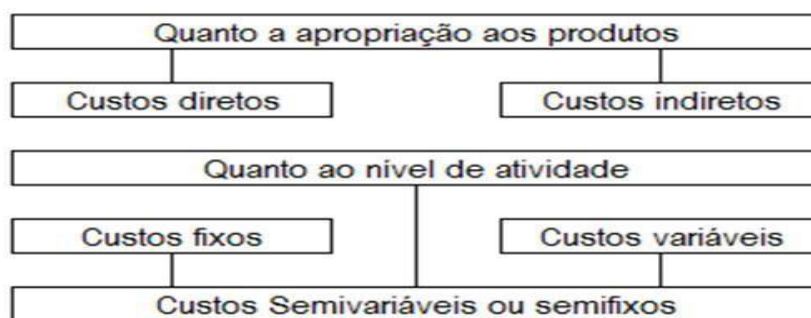 Quanto a apropriação aos produtos
Custos diretos
Custos indiretos
Quanto ao nível de atividade
Custos fixos
Custos variáveis
Custos Semivariáveis ou semifixos